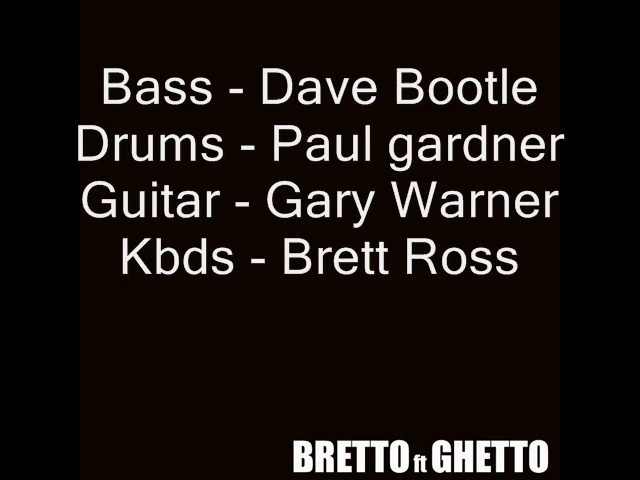 Bass - Dave Bootle
Drums - Paul gardner
Guitar - Gary Warner
Kbds - Brett Ross
BRETTO ft GHETTO